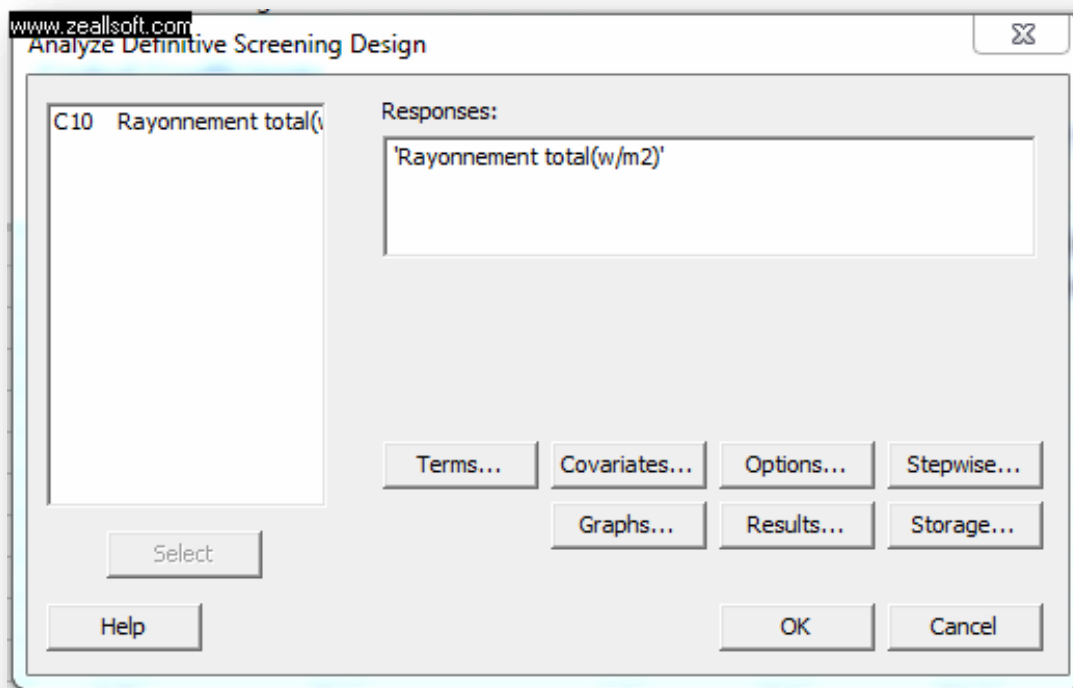 www.zeallsoft.com
Analyze Definitive Screening Design
C10 Rayonnement total(
Responses:
'Rayonnement total(w/m2)'
Terms...
Covariates...
Options...
Stepwise...
Graphs...
Results...
Storage...
Select
Help
OK
Cancel